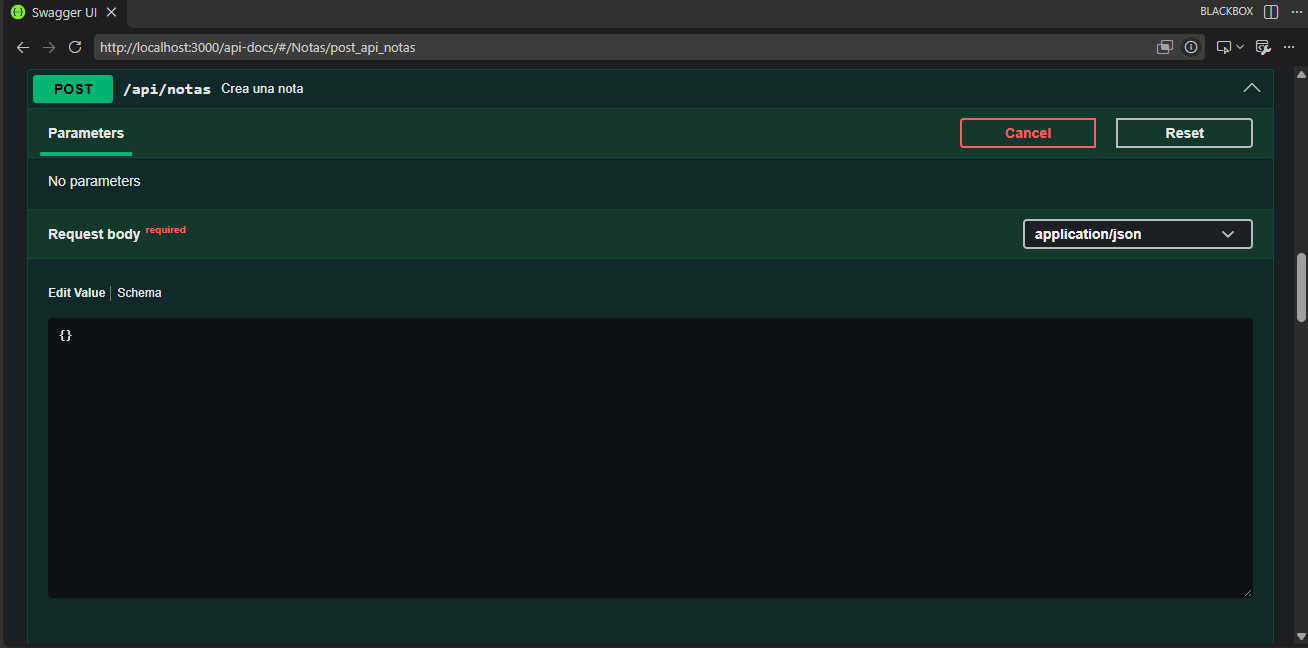 Swagger UI
BLACKBOX
http://localhost:3000/api-docs/#/Notas/post_api_notas
POST /api/notas Crea una nota
Parameters
Cancel
Reset
No parameters
Request body required
application/json
Edit Value | Schema
{}